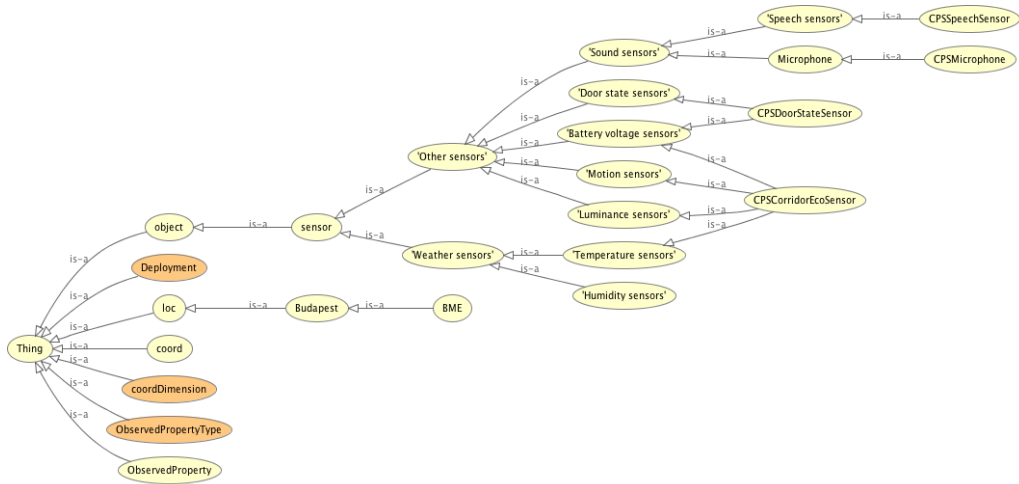 'Speech sensors'
is-a
CPSSpeechSensor
is-a
'Sound sensors'
is-a
Microphone
is-a
CPSMicrophone
is-a
'Door state sensors'
is-a
is-a
CPSDoorStateSensor
is-a
'Battery voltage sensors'
is-a
is-a
'Other sensors'
is-a
is-a
'Motion sensors'
is-a
is-a
CPSCorridorEcoSensor
is-a
'Luminance sensors'
is-a
object
is-a
sensor
is-a
is-a
'Weather sensors'
is-a
'Temperature sensors'
is-a
is-a
Deployment
is-a
'Humidity sensors'
loc
is-a
Budapest
is-a
BME
is-a
Thing
is-a
coord
is-a
is-a
coordDimension
is-a
ObservedPropertyType
ObservedProperty